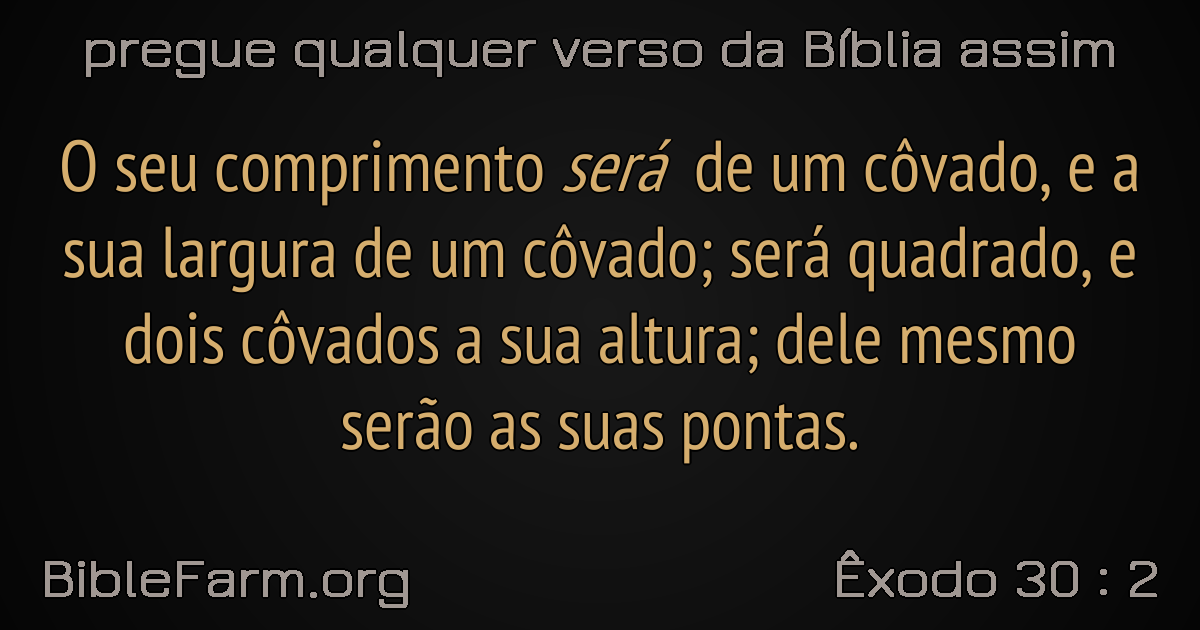 pregue qualquer verso da Bíblia assim
O seu comprimento será de um côvado, e a
sua largura de um côvado; será quadrado, e
dois côvados a sua altura; dele mesmo
serão as suas pontas.
BibleFarm.org
Êxodo 30 : 2